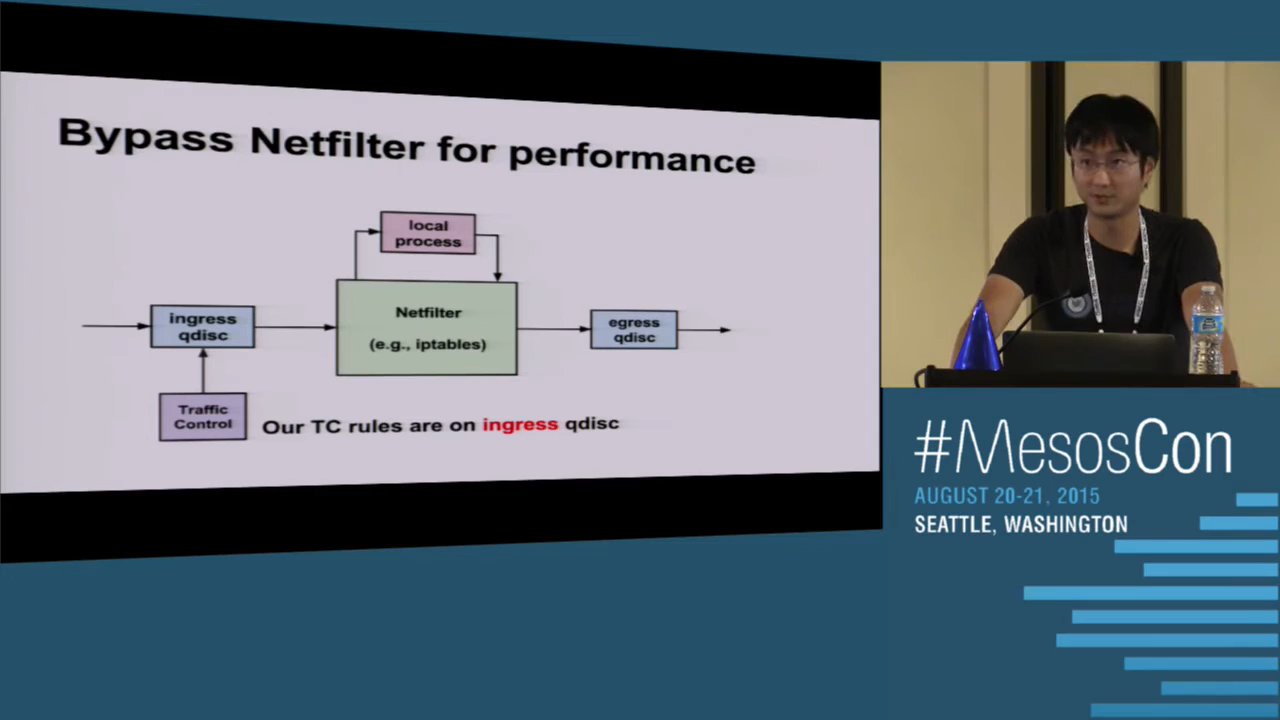 Bypass Netfilter for performance
local
process
ingress
qdisc
Netfilter
(e.g., iptables)
egress
qdisc
Traffic
Control
Our TC rules are on ingress qdisc
#MesosCon
AUGUST 20-21, 2015
SEATTLE, WASHINGTON